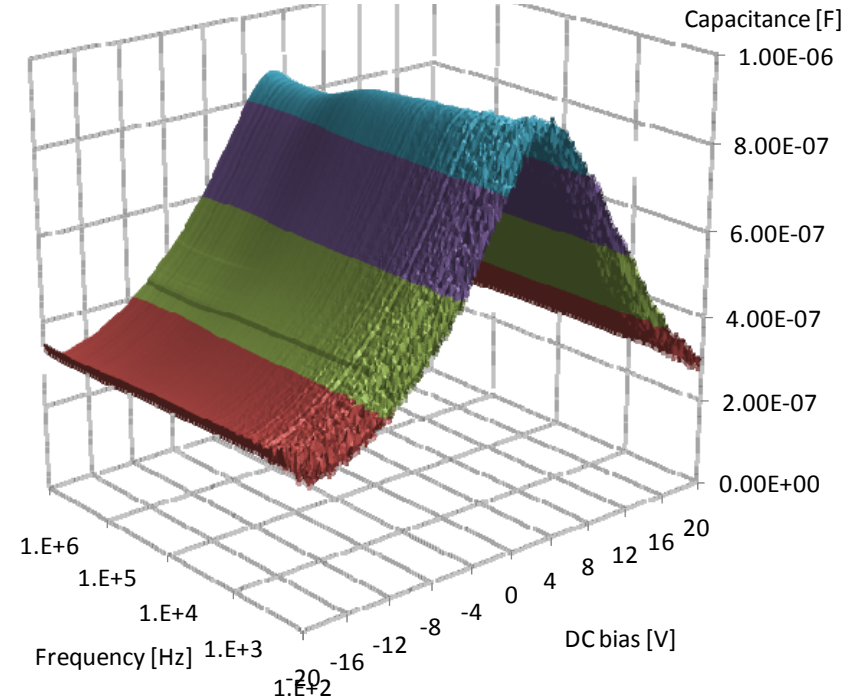 Capacitance [F]
1.00E-06
8.00E-07
6.00E-07
4.00E-07
2.00E-07
0.00E+00
20
16
12
8
4
0
-4
-8
-12
-16
-20
DC bias [V]
1.E+6
1.E+5
1.E+4
1.E+3
1.E+2
Frequency [Hz]